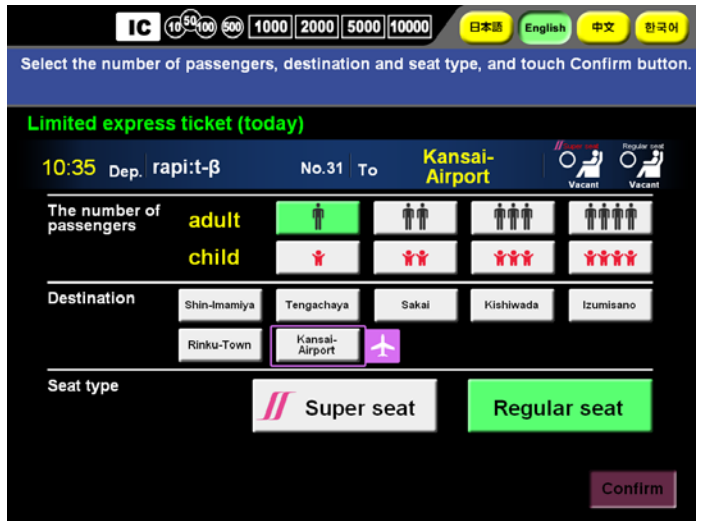 IC 10 50 100 500 1000 2000 5000 10000 日本語 English 中文 한국어
Select the number of passengers, destination and seat type, and touch Confirm button.
Limited express ticket (today)
10:35 Dep. rapi:t-β No.31 To Kansai-Airport
Super seat Vacant
Regular seat Vacant
The number of passengers
adult
child
Destination
Shin-Imamiya Tengachaya Sakai Kishiwada Izumisano
Rinku-Town Kansai-Airport
Seat type
Super seat Regular seat
Confirm